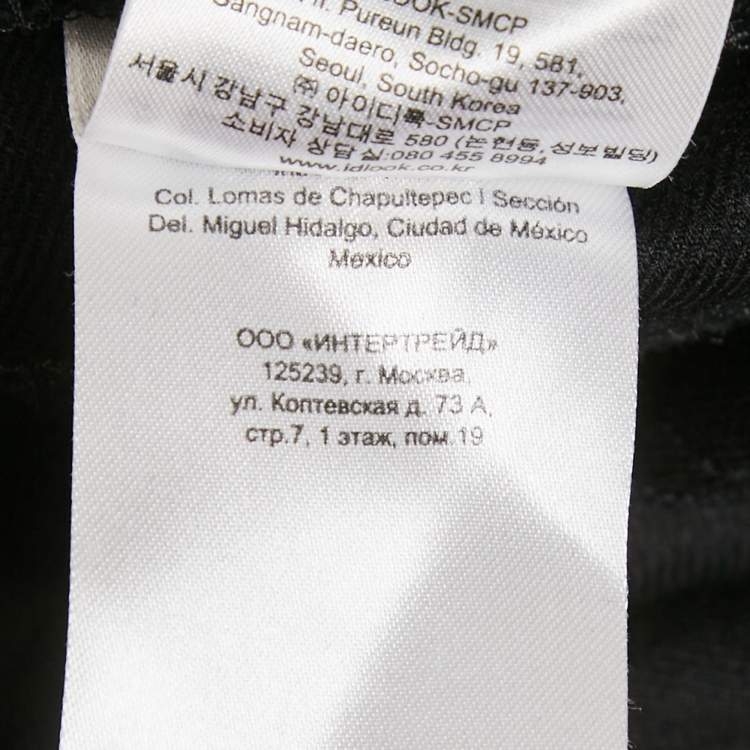 LOOK-SMCP
Fl. Pureun Bldg. 19, 581,
Gangnam-daero, Socho-gu 137-903,
Seoul, South Korea
㈜ 아이디룩-SMCP
서울시 강남구 강남대로 580 (논현동, 성보빌딩)
소비자 상담실:080 455 8994
www.idlook.co.kr
Col. Lomas de Chapultepec I Sección
Del. Miguel Hidalgo, Ciudad de México
Mexico
ООО «ИНТЕРТРЕЙД»
125239, г. Москва,
ул. Коптевская д. 73 А,
стр.7, 1 этаж, пом.19